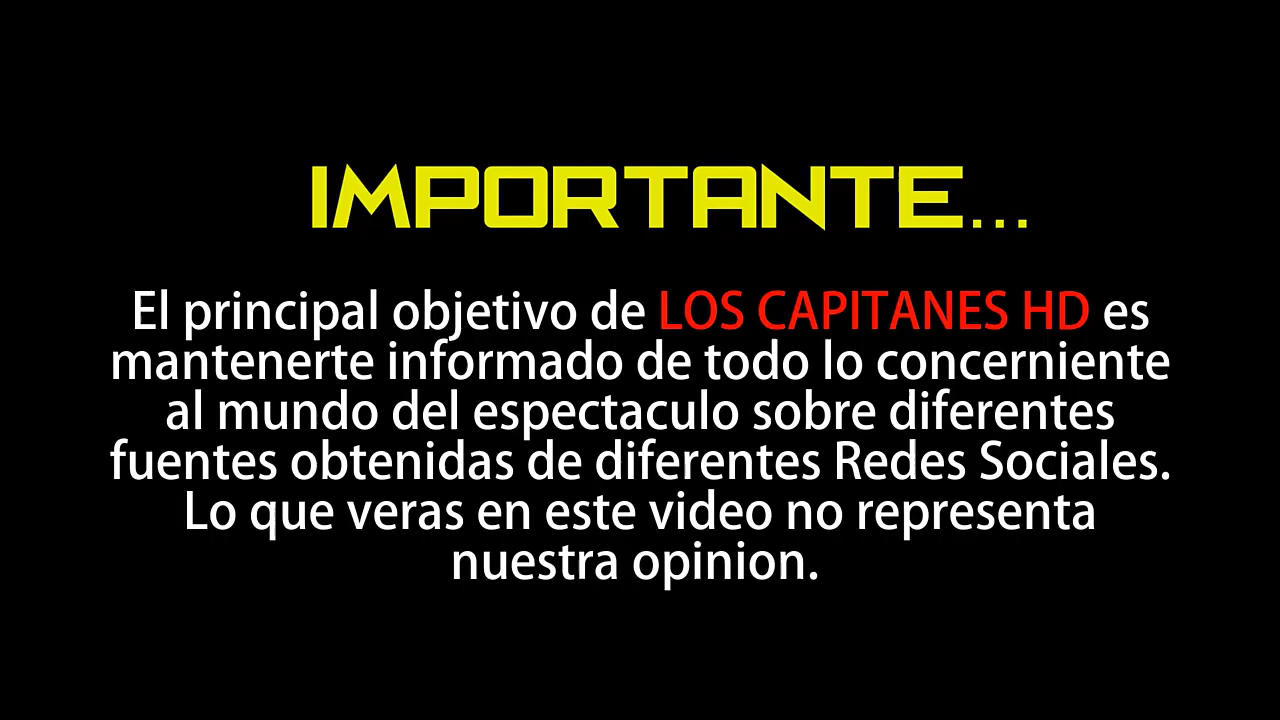 IMPORTANTE...
El principal objetivo de LOS CAPITANES HD es
mantenerte informado de todo lo concerniente
al mundo del espectaculo sobre diferentes
fuentes obtenidas de diferentes Redes Sociales.
Lo que veras en este video no representa
nuestra opinion.